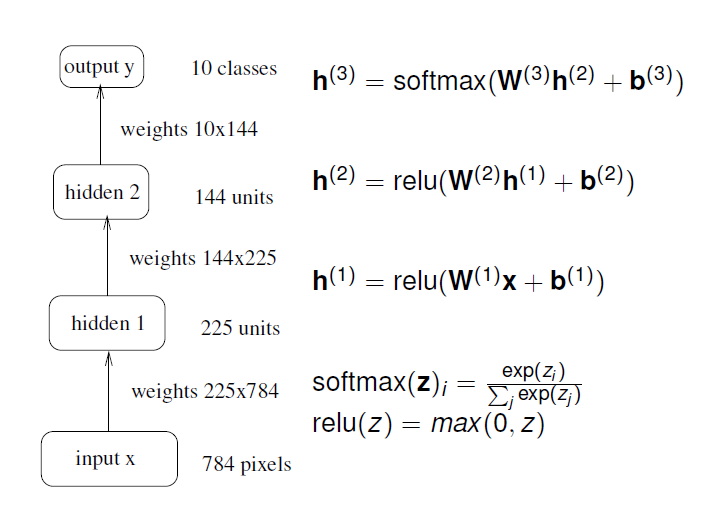 output y 10 classes h(3) = softmax(W(3)h(2) + b(3))
weights 10x144
hidden 2 144 units h(2) = relu(W(2)h(1) + b(2))
weights 144x225
h(1) = relu(W(1)x + b(1))
hidden 1 225 units
weights 225x784 softmax(z)i = exp(zi) / ∑j exp(zj)
relu(z) = max(0, z)
input x 784 pixels